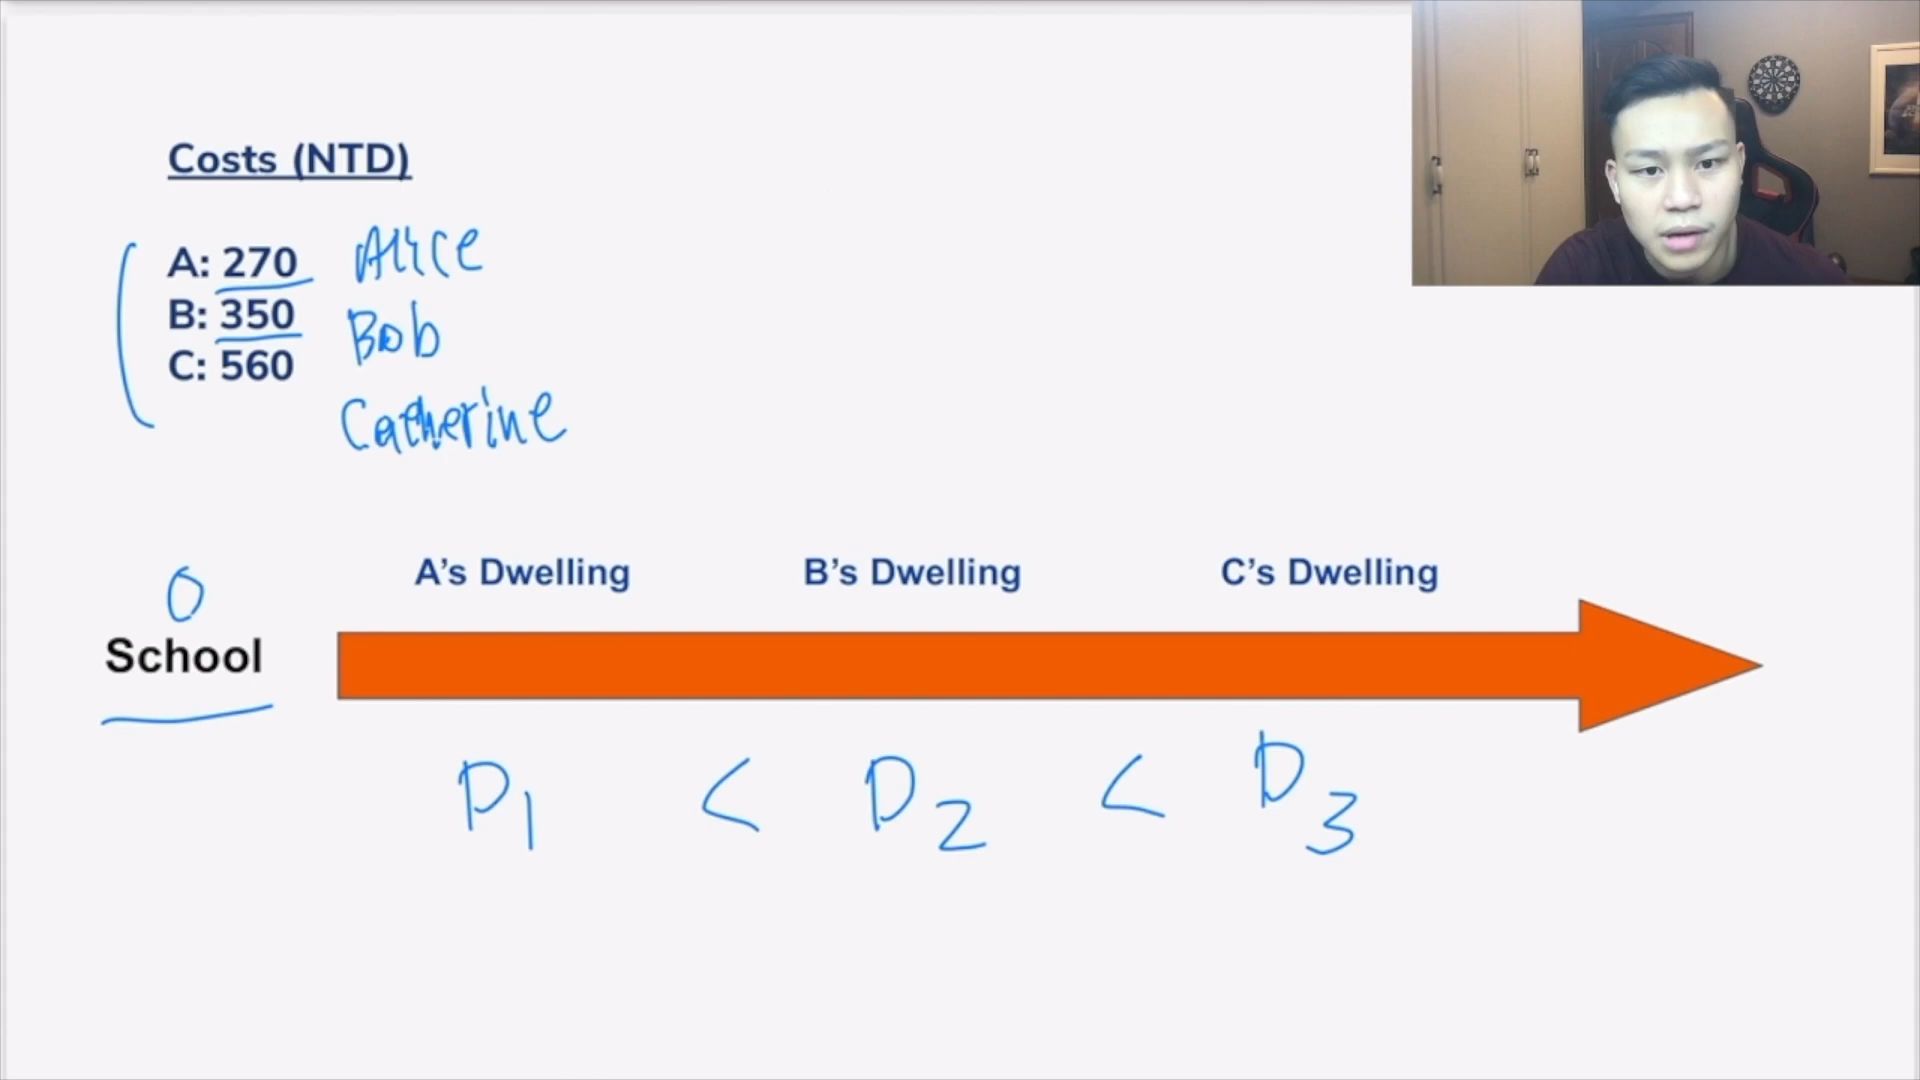 Costs (NTD)
A: 270 Alice
B: 350 Bob
C: 560
Catherine
A's Dwelling B's Dwelling C's Dwelling
0
School
D1 < D2 < D3